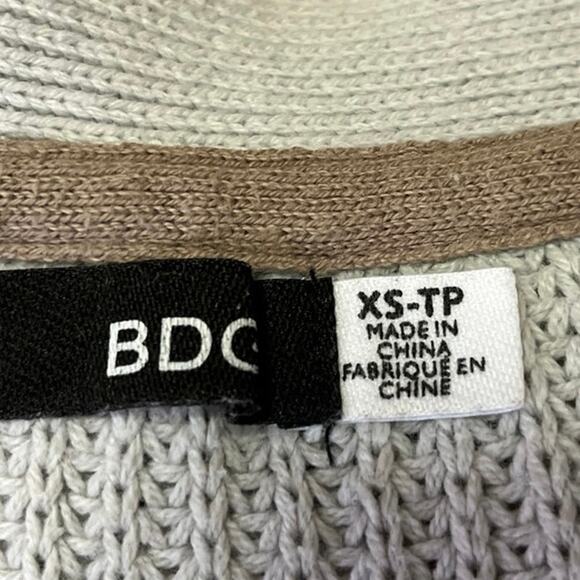 BDG
XS-TP
MADE IN
CHINA
FABRIQUÉ EN
CHINE